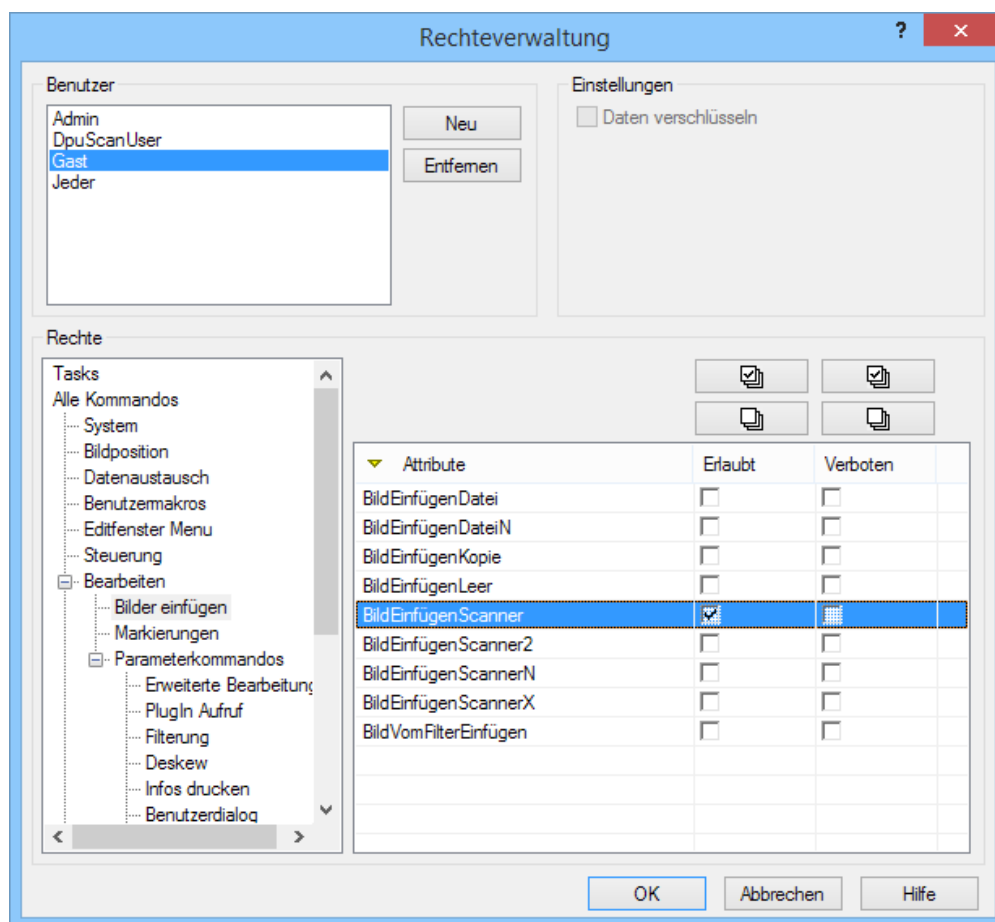 Rechteverwaltung
?
Benutzer
Admin
DpuScanUser
Gast
Jeder
Neu
Entfernen
Einstellungen
Daten verschlüsseln
Rechte
Tasks
Alle Kommandos
System
Bildposition
Datenaustausch
Benutzermakros
Editfenster Menu
Steuerung
Bearbeiten
Bilder einfügen
Markierungen
Parameterkommandos
Erweiterte Bearbeitung
PlugIn Aufruf
Filterung
Deskew
Infos drucken
Benutzerdialog
Attribute Erlaubt Verboten
BildEinfügenDatei
BildEinfügenDateiN
BildEinfügenKopie
BildEinfügenLeer
BildEinfügenScanner
BildEinfügenScanner2
BildEinfügenScannerN
BildEinfügenScannerX
BildVomFilterEinfügen
OK Abbrechen Hilfe